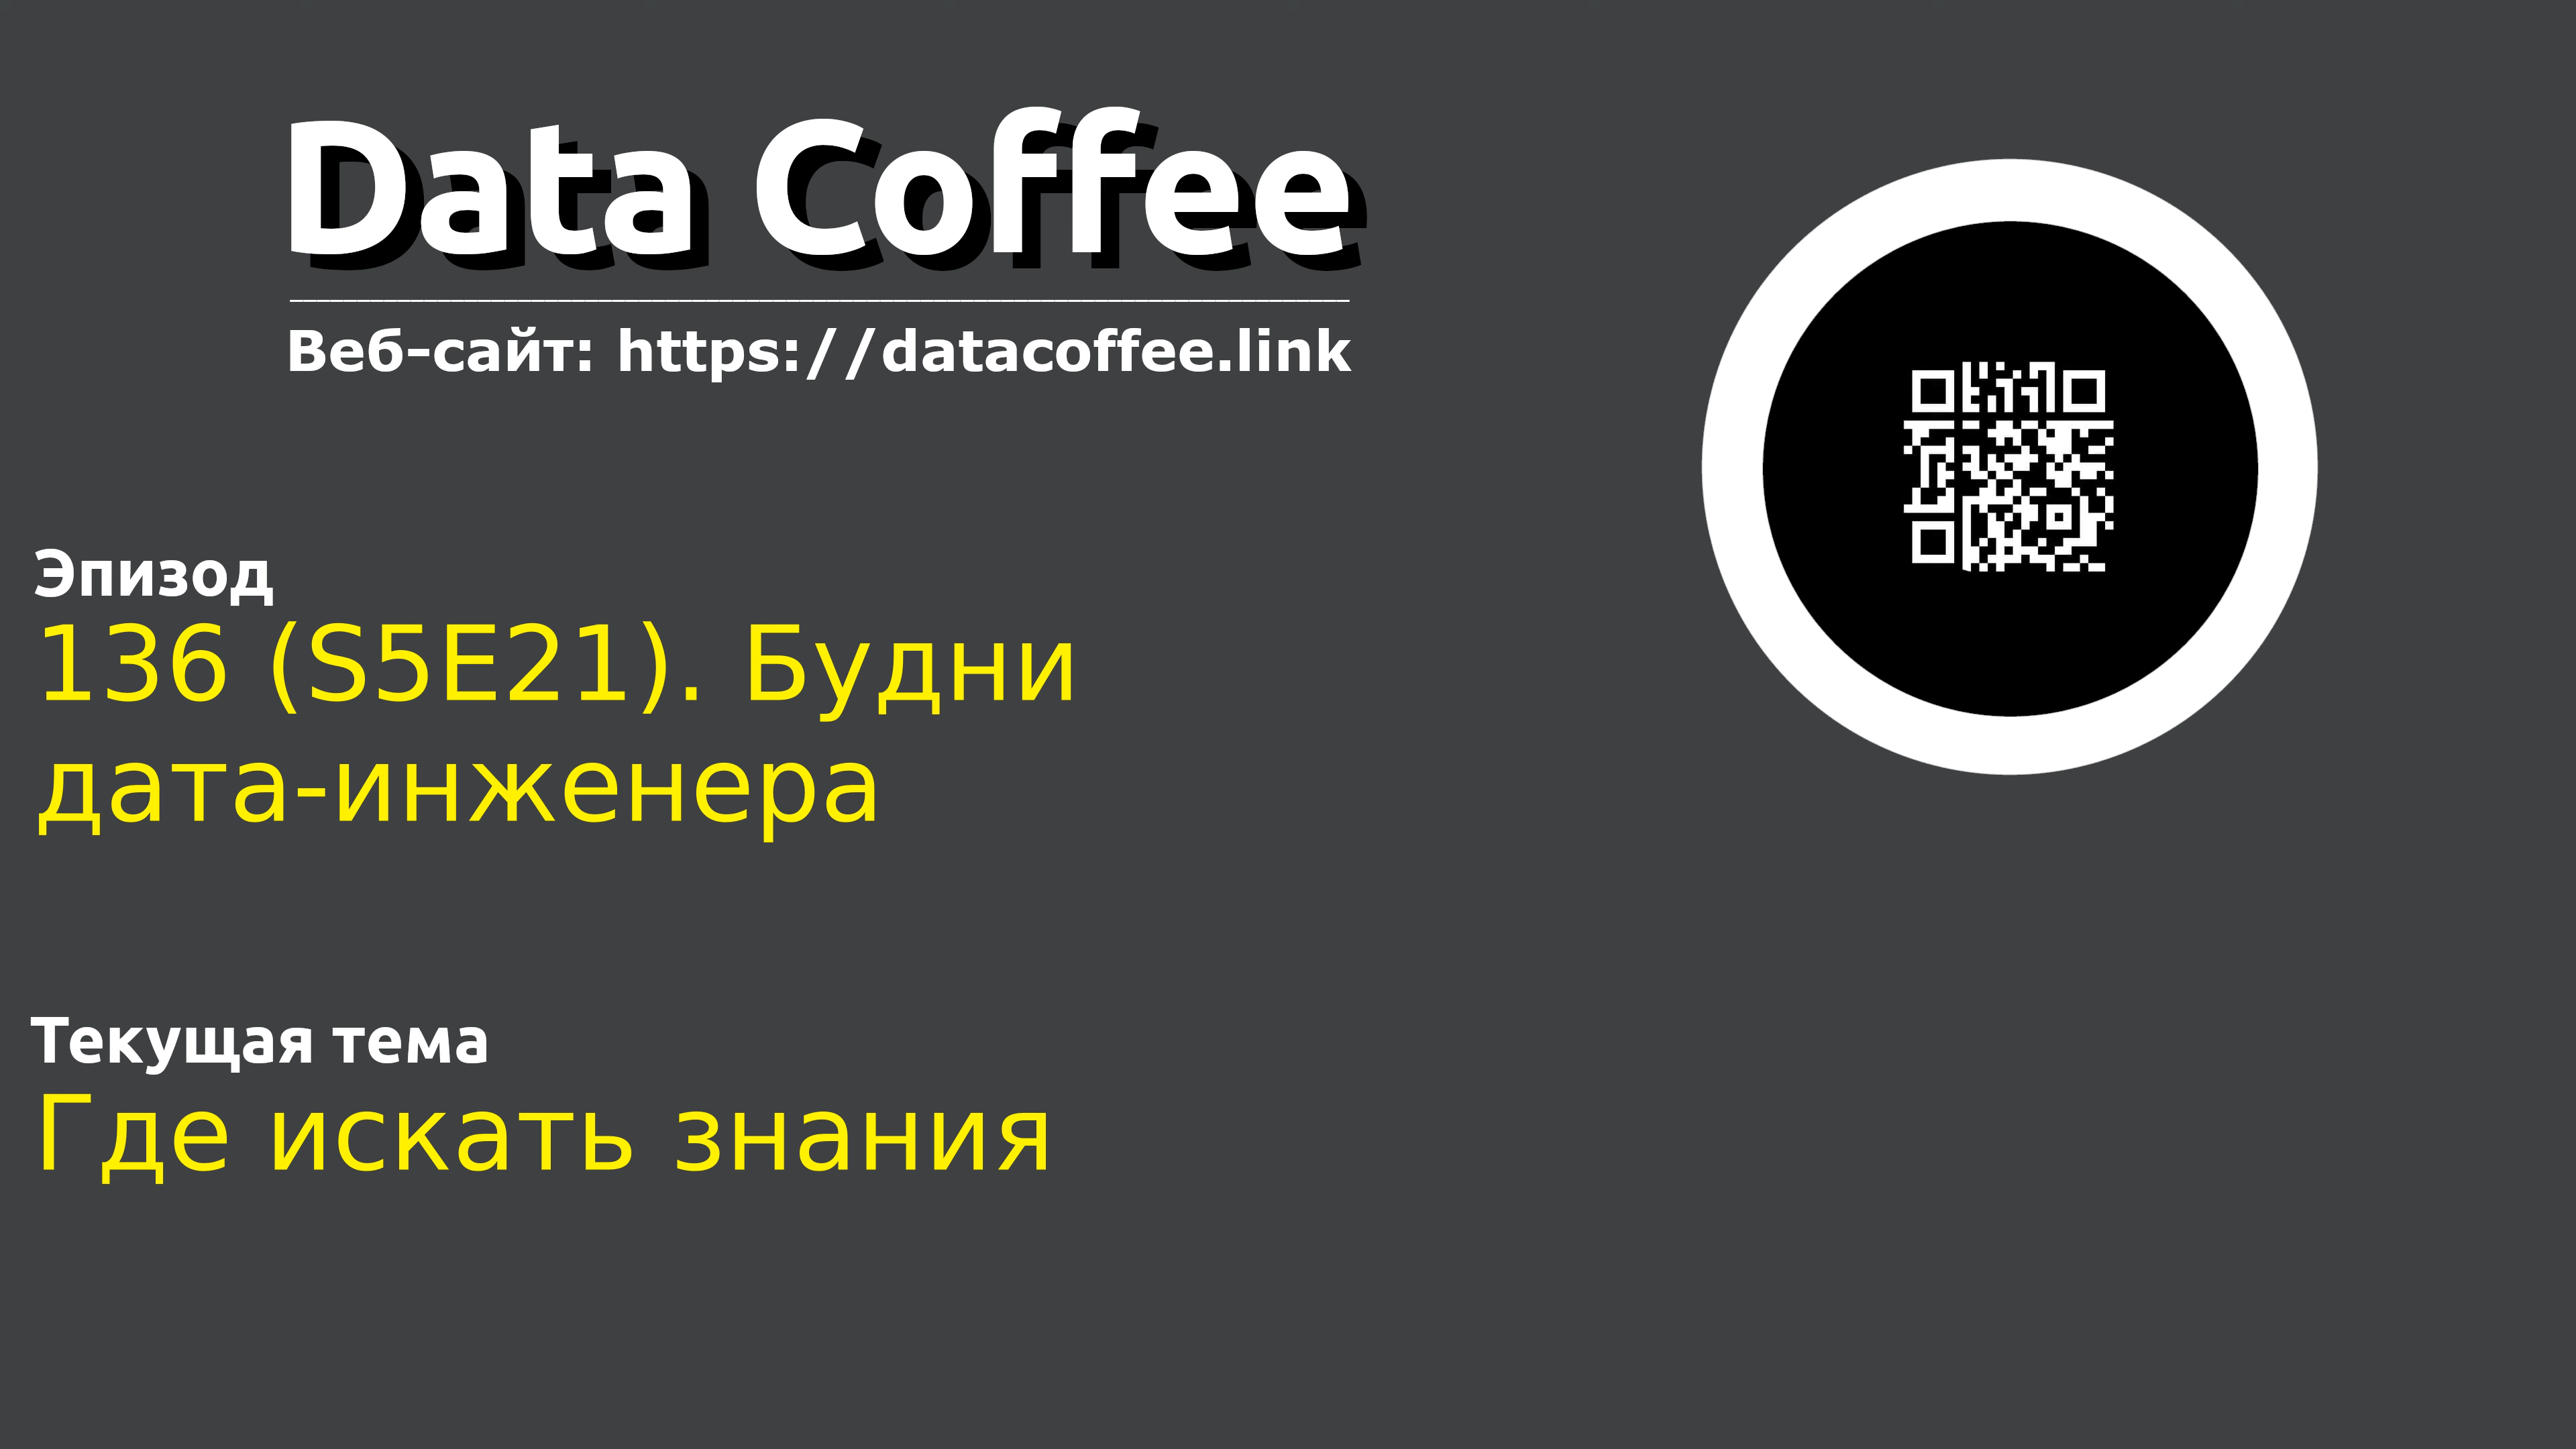 Data Coffee
Веб-сайт: https://datacoffee.link
Эпизод
136 (S5E21). Будни
дата-инженера
Текущая тема
Где искать знания